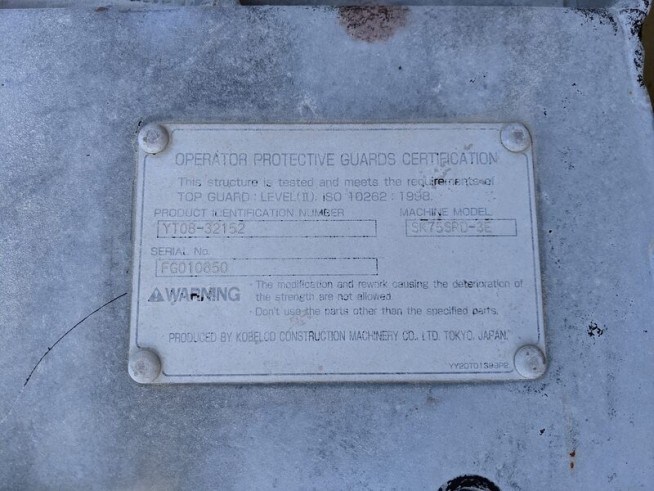 OPERATOR PROTECTIVE GUARDS CERTIFICATION
This structure is tested and meets the requirements of
TOP GUARD : LEVEL(II), ISO 10262 : 1998.
PRODUCT IDENTIFICATION NUMBER MACHINE MODEL
YT08-32152 SK75SRD-3E
SERIAL No.
FG010850
⚠WARNING
· The modification and rework causing the deterioration of
the strength are not allowed.
· Don't use the parts other than the specified parts.
PRODUCED BY KOBELCO CONSTRUCTION MACHINERY CO., LTD. TOKYO, JAPAN.
YY20T01593P2